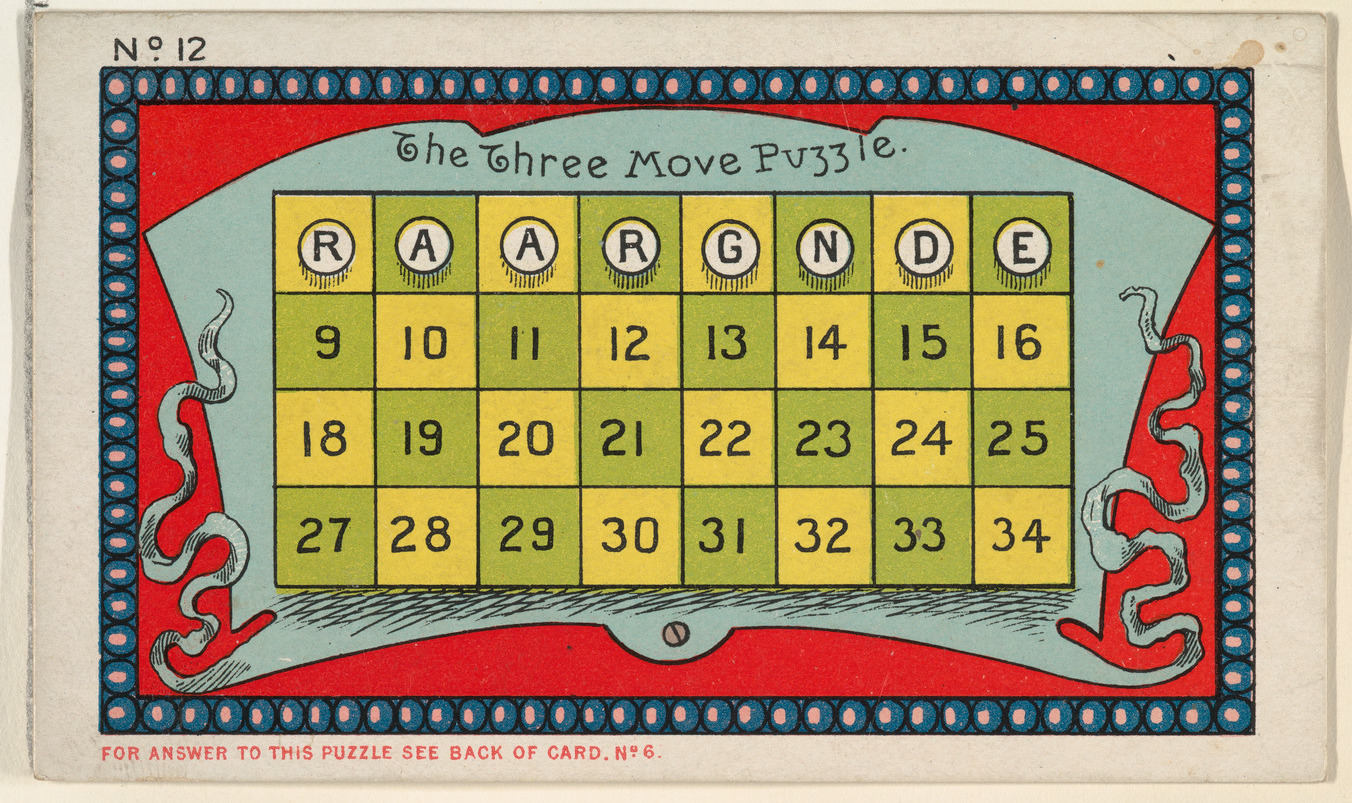 Nº 12
The Three Move Puzzle.
R A A R G N D E
9 10 11 12 13 14 15 16
18 19 20 21 22 23 24 25
27 28 29 30 31 32 33 34
FOR ANSWER TO THIS PUZZLE SEE BACK OF CARD. Nº 6.